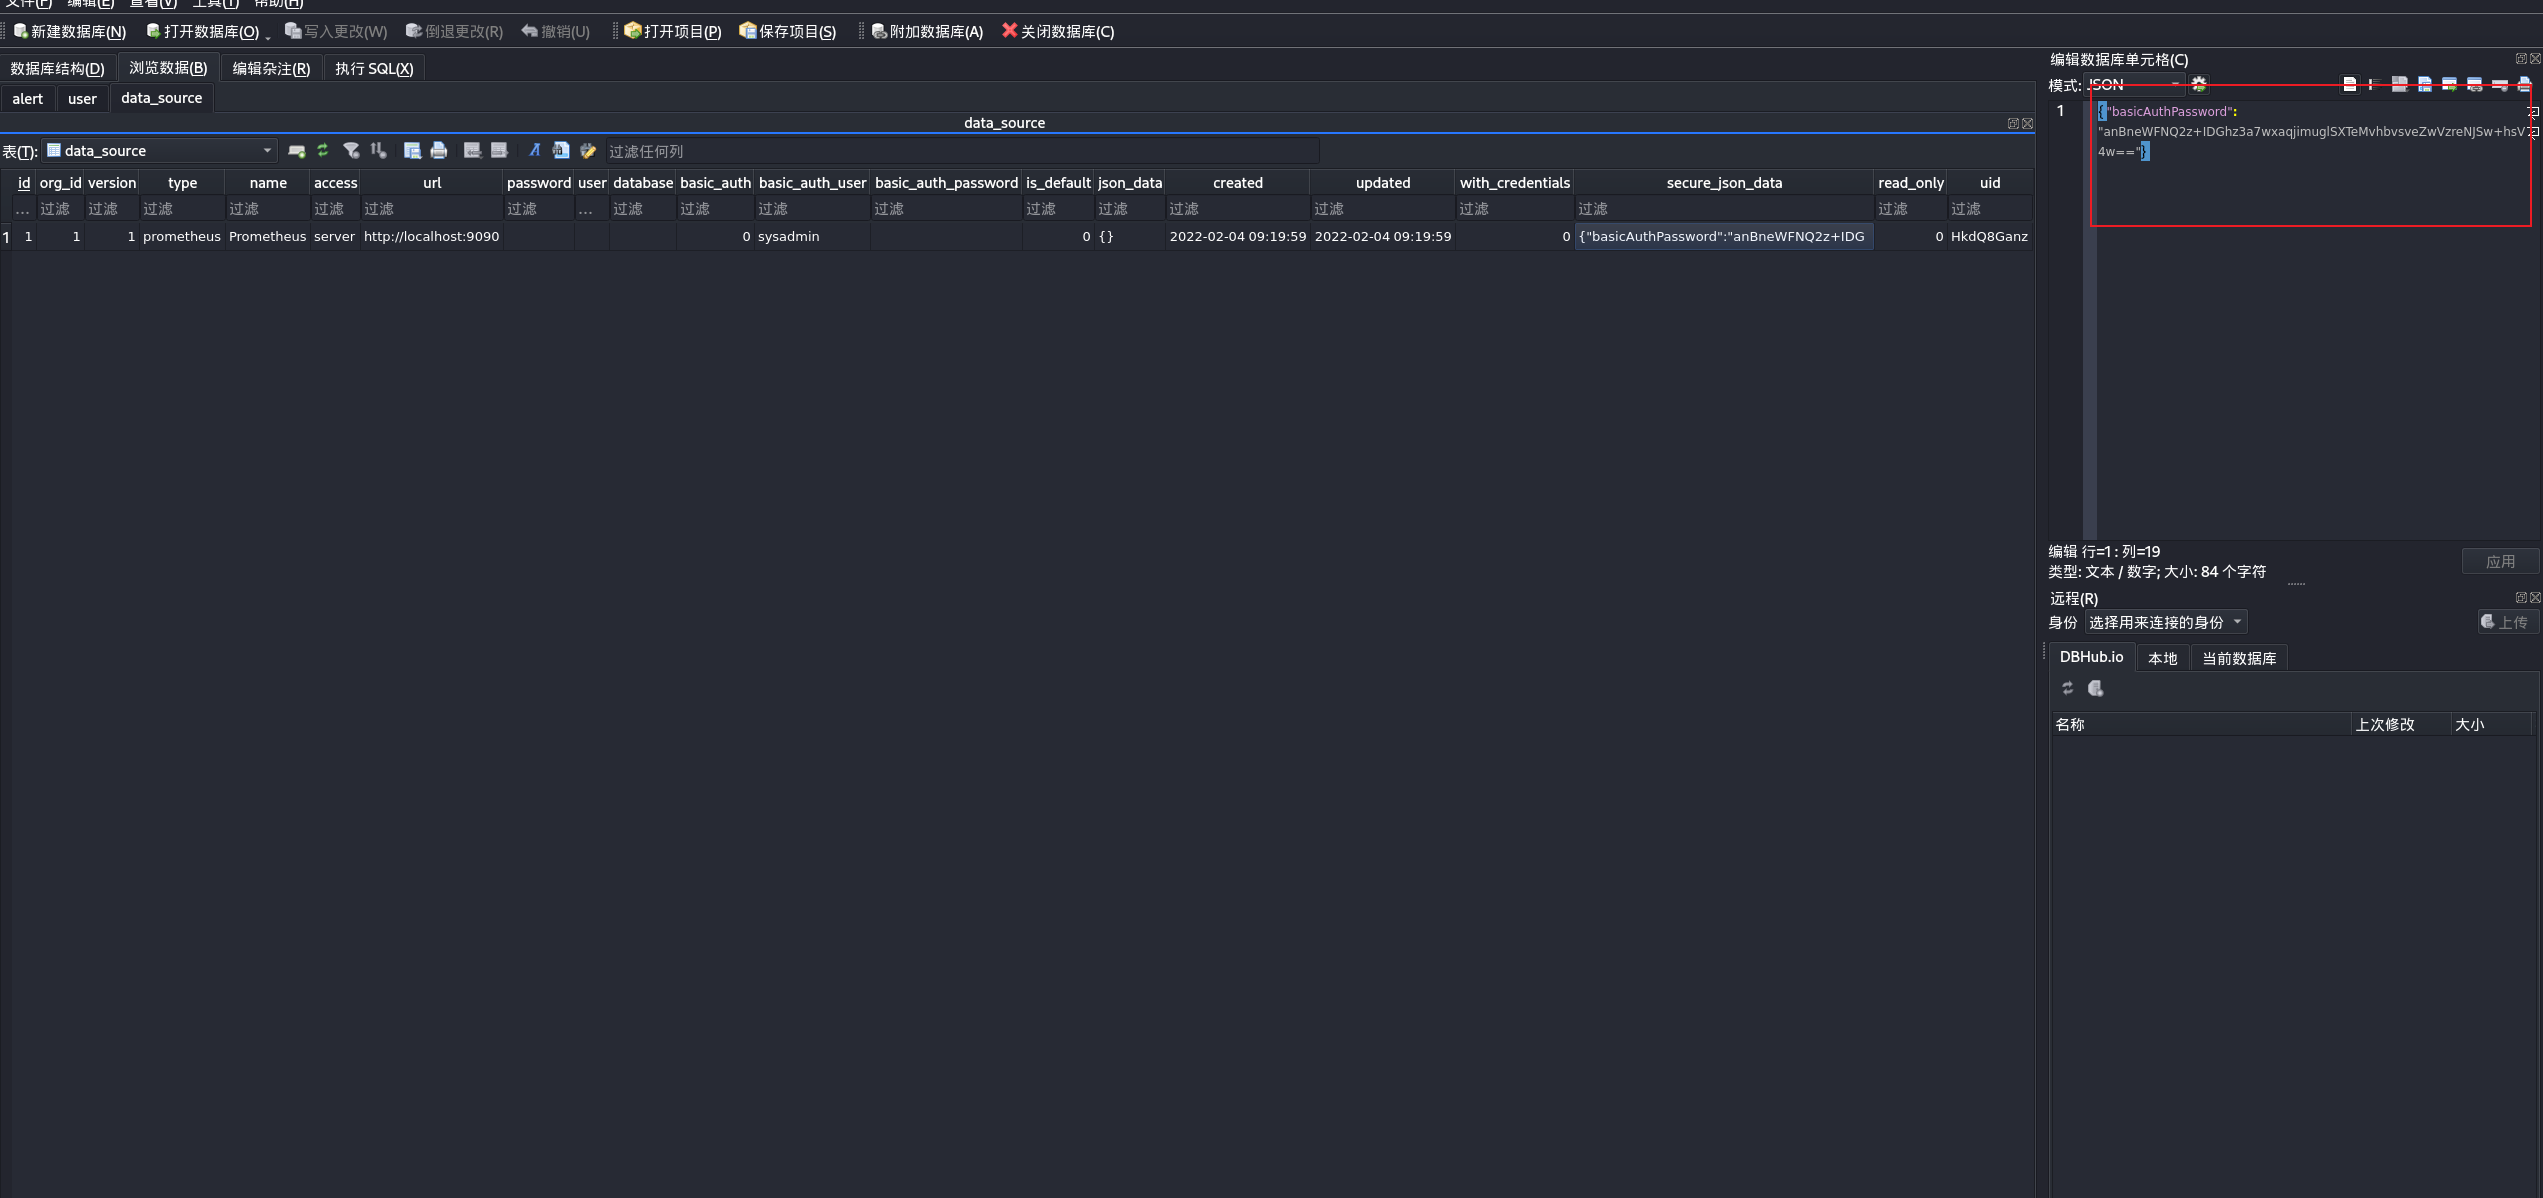 文件(F) 编辑(E) 查看(V) 工具(T) 帮助(H)
新建数据库(N) 打开数据库(O) 写入更改(W) 倒退更改(R) 撤销(U) 打开项目(P) 保存项目(S) 附加数据库(A) 关闭数据库(C)
数据库结构(D) 浏览数据(B) 编辑杂注(R) 执行 SQL(X)
alert user data_source
data_source
表(T): data_source 过滤任何列
id org_id version type name access url password user database basic_auth basic_auth_user basic_auth_password is_default json_data created updated with_credentials secure_json_data read_only uid
... 过滤 过滤 过滤 过滤 过滤 过滤 过滤 ... 过滤 过滤 过滤 过滤 过滤 过滤 过滤 过滤 过滤 过滤 过滤 过滤
1 1 1 1 prometheus Prometheus server http://localhost:9090 0 sysadmin 0 {} 2022-02-04 09:19:59 2022-02-04 09:19:59 0 {"basicAuthPassword":"anBneWFNQ2z+IDG 0 HkdQ8Ganz
编辑数据库单元格(C)
模式: JSON
1 {"basicAuthPassword":
"anBneWFNQ2z+IDGhz3a7wxaqjimuglSXTeMvhbvsveZwVzreNJSw+hsV
4w=="}
编辑 行=1 : 列=19
类型: 文本 / 数字; 大小: 84 个字符
应用
远程(R)
身份 选择用来连接的身份 上传
DBHub.io 本地 当前数据库
名称 上次修改 大小